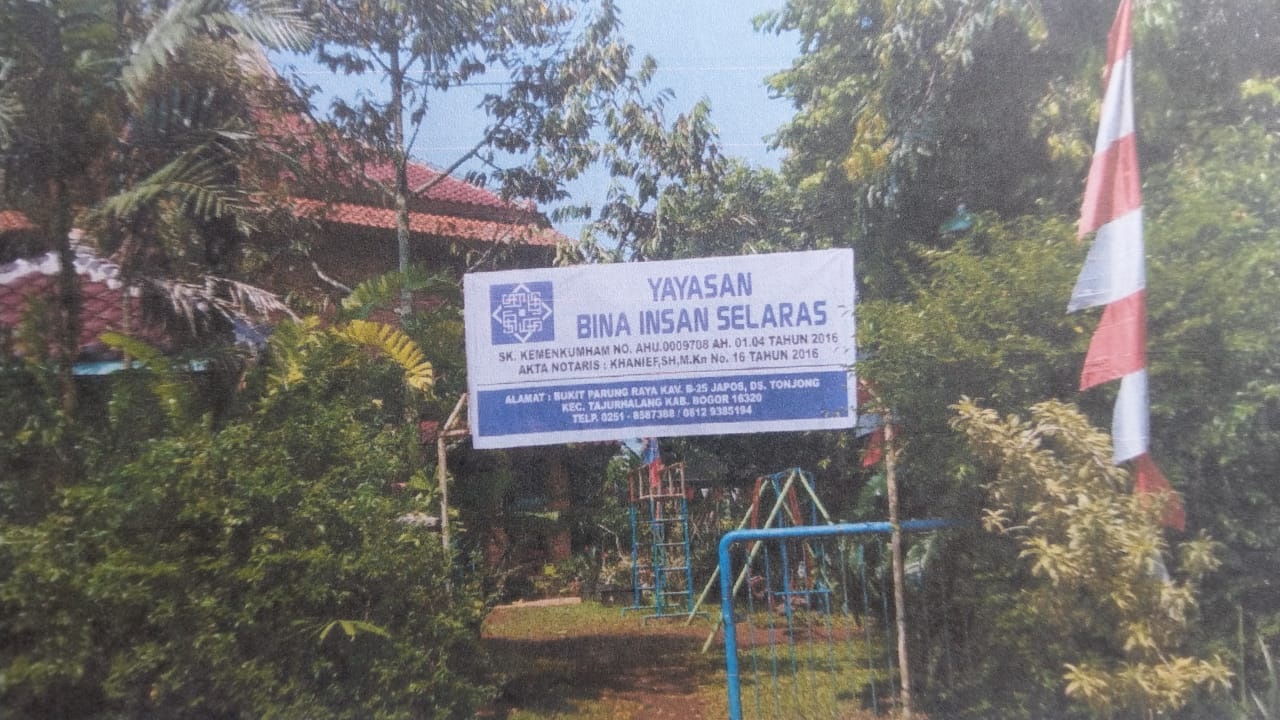 YAYASAN
BINA INSAN SELARAS
SK. KEMENKUMHAM NO. AHU.0009708 AH. 01.04 TAHUN 2016
AKTA NOTARIS : KHANIEF,SH,M.Kn No. 16 TAHUN 2016
ALAMAT : BUKIT PARUNG RAYA KAV. B-25 JAPOS, DS. TONJONG
KEC. TAJURHALANG KAB. BOGOR 16320
TELP. 0251 - 8587388 / 0812 9385194